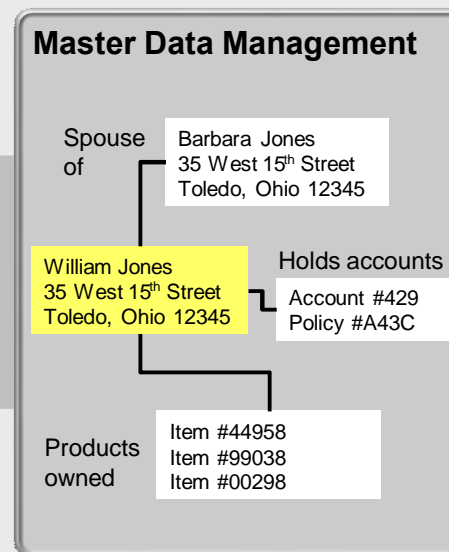 Master Data Management
Spouse
of
Barbara Jones
35 West 15th Street
Toledo, Ohio 12345
William Jones
35 West 15th Street
Toledo, Ohio 12345
Holds accounts
Account #429
Policy #A43C
Products
owned
Item #44958
Item #99038
Item #00298